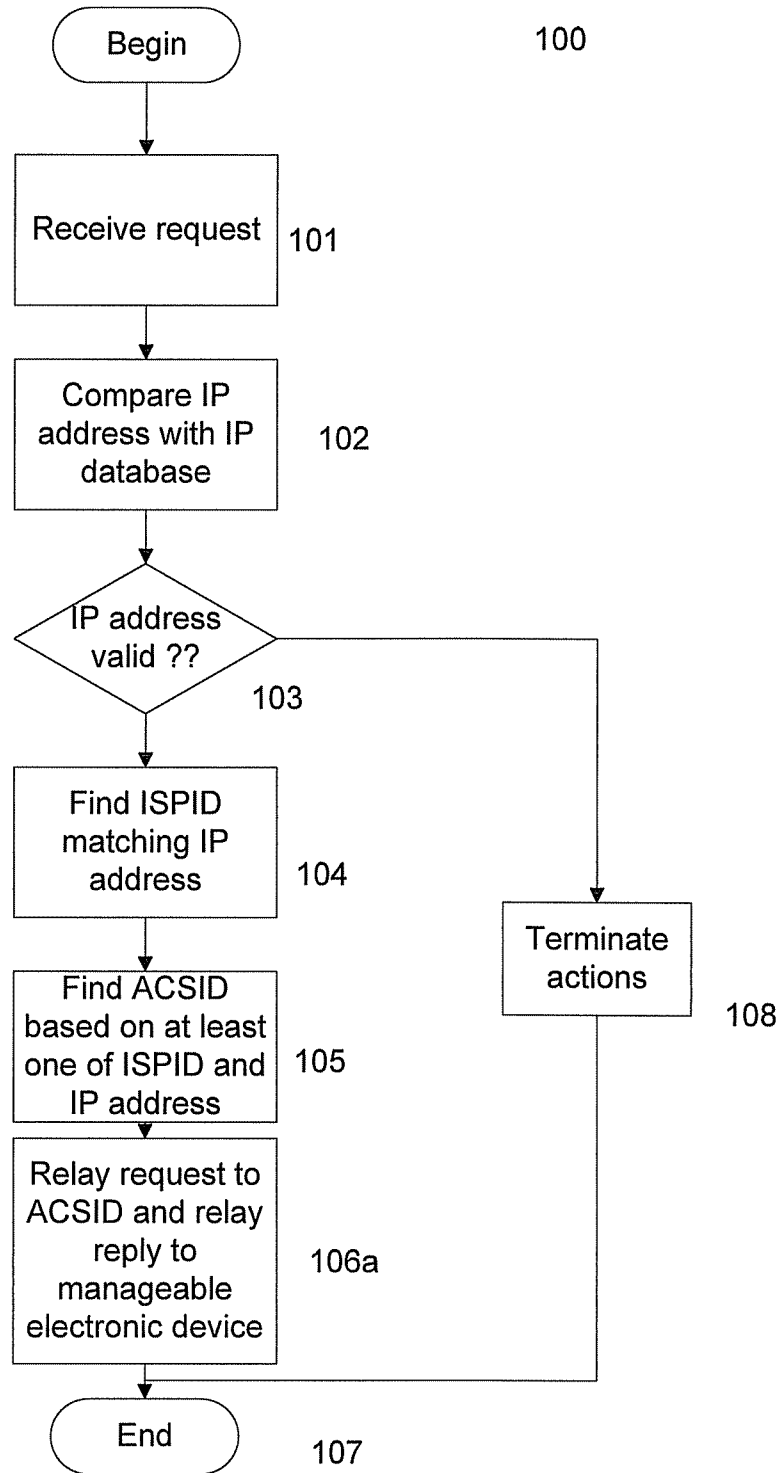 Begin
100
Receive request
101
Compare IP
address with IP
database
102
IP address
valid ??
103
Find ISPID
matching IP
address
104
Terminate
actions
108
Find ACSID
based on at least
one of ISPID and
IP address
105
Relay request to
ACSID and relay
reply to
manageable
electronic device
106a
End
107